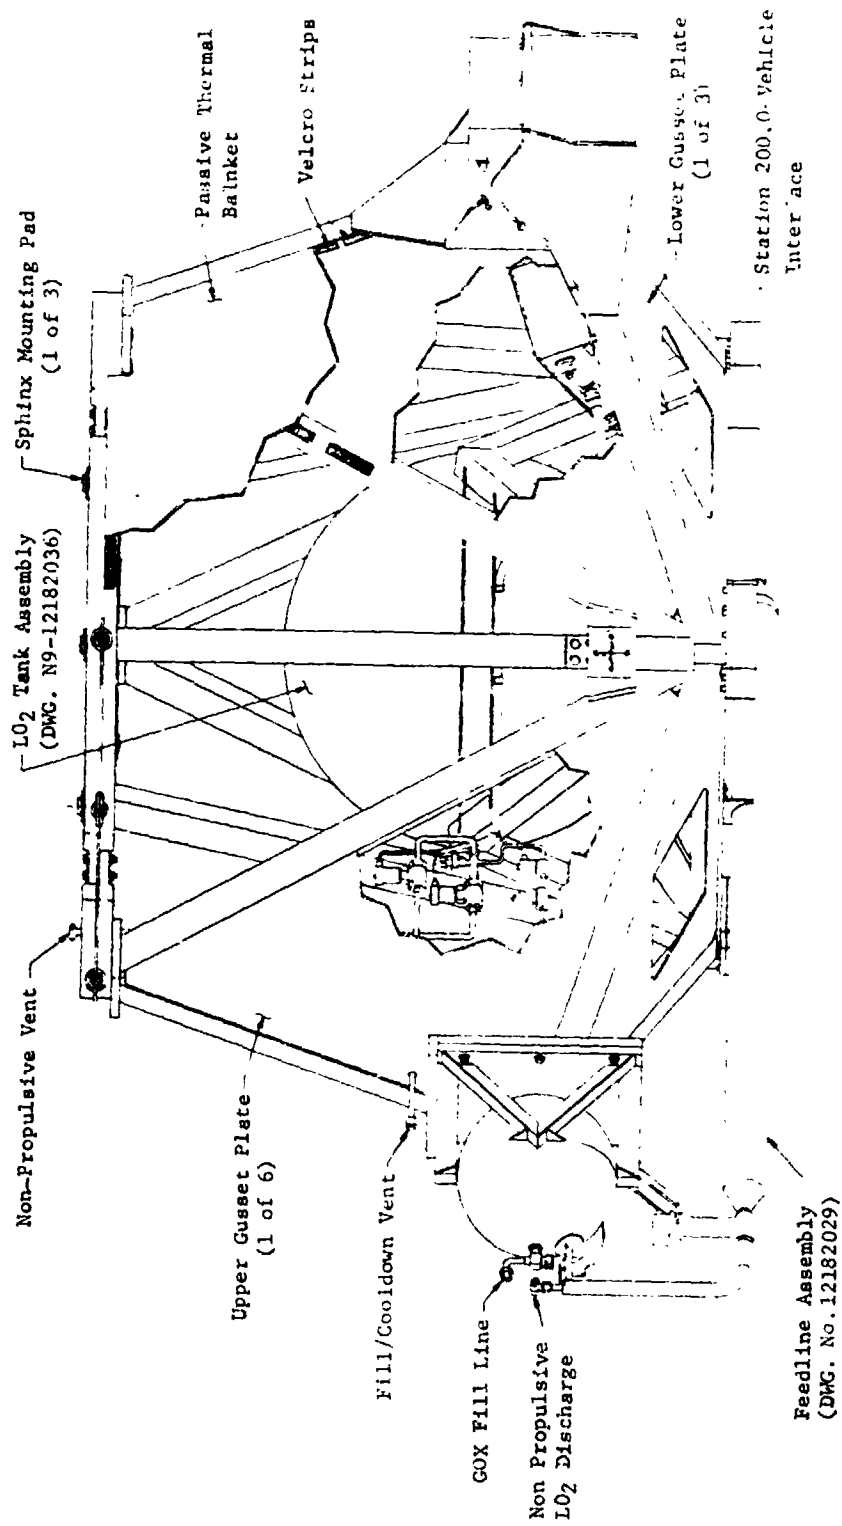 Non-Propulsive Vent
LO2 Tank Assembly
(DWG. N9-12182036)
Sphinx Mounting Pad
(1 of 3)
Passive Thermal
Balnket
Velcro Strips
Upper Gusset Plate
(1 of 6)
Fill/Cooldown Vent
GOX Fill Line
Non Propulsive
LO2 Discharge
Lower Gusset Plate
(1 of 3)
Station 200.0 Vehicle
Interface
Feedline Assembly
(DWG. No. 12182029)